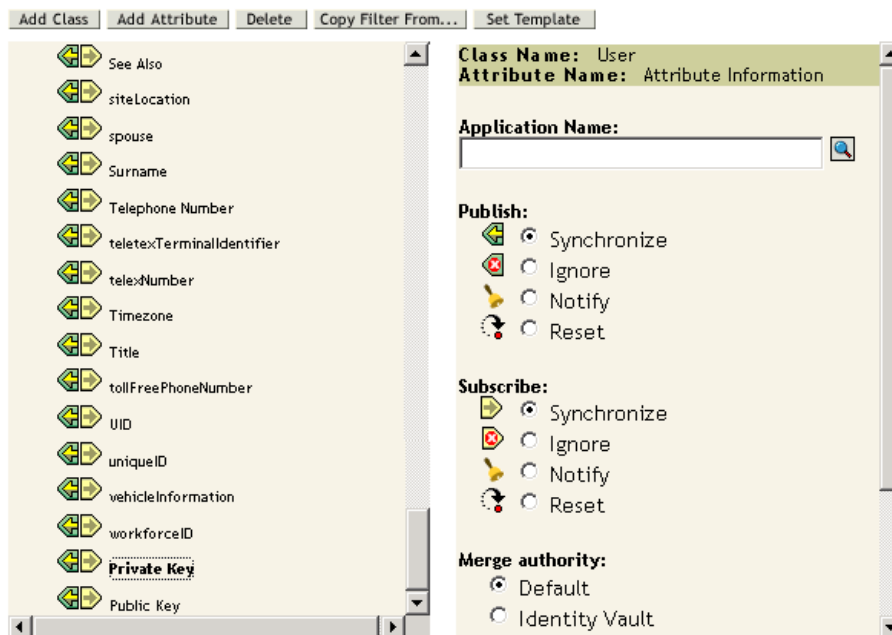 Add Class Add Attribute Delete Copy Filter From... Set Template
See Also
siteLocation
spouse
Surname
Telephone Number
teletexTerminalIdentifier
telexNumber
Timezone
Title
tollFreePhoneNumber
UID
uniqueID
vehicleInformation
workforceID
Private Key
Public Key
Class Name: User
Attribute Name: Attribute Information
Application Name:
Publish:
Synchronize
Ignore
Notify
Reset
Subscribe:
Synchronize
Ignore
Notify
Reset
Merge authority:
Default
Identity Vault